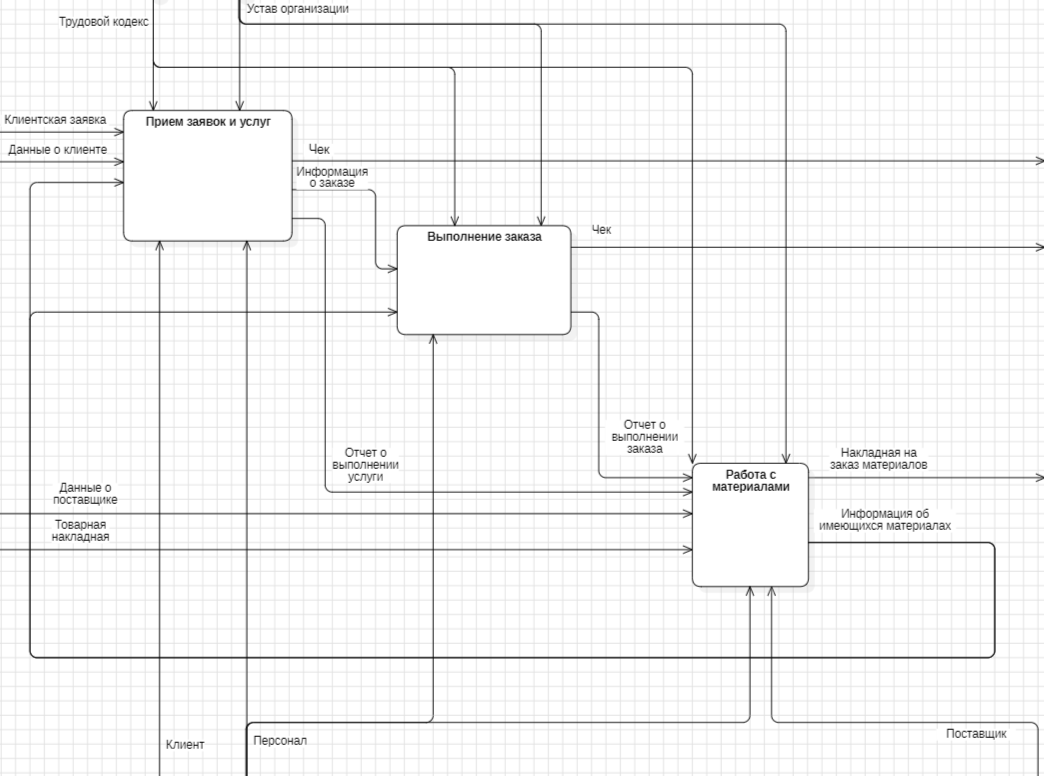 Устав организации
Трудовой кодекс
Клиентская заявка
Прием заявок и услуг
Данные о клиенте
Чек
Информация
о заказе
Чек
Выполнение заказа
Отчет о
выполнении
заказа
Отчет о
выполнении
услуги
Накладная на
заказ материалов
Работа с
материалами
Данные о
поставщике
Информация об
имеющихся материалах
Товарная
накладная
Поставщик
Персонал
Клиент